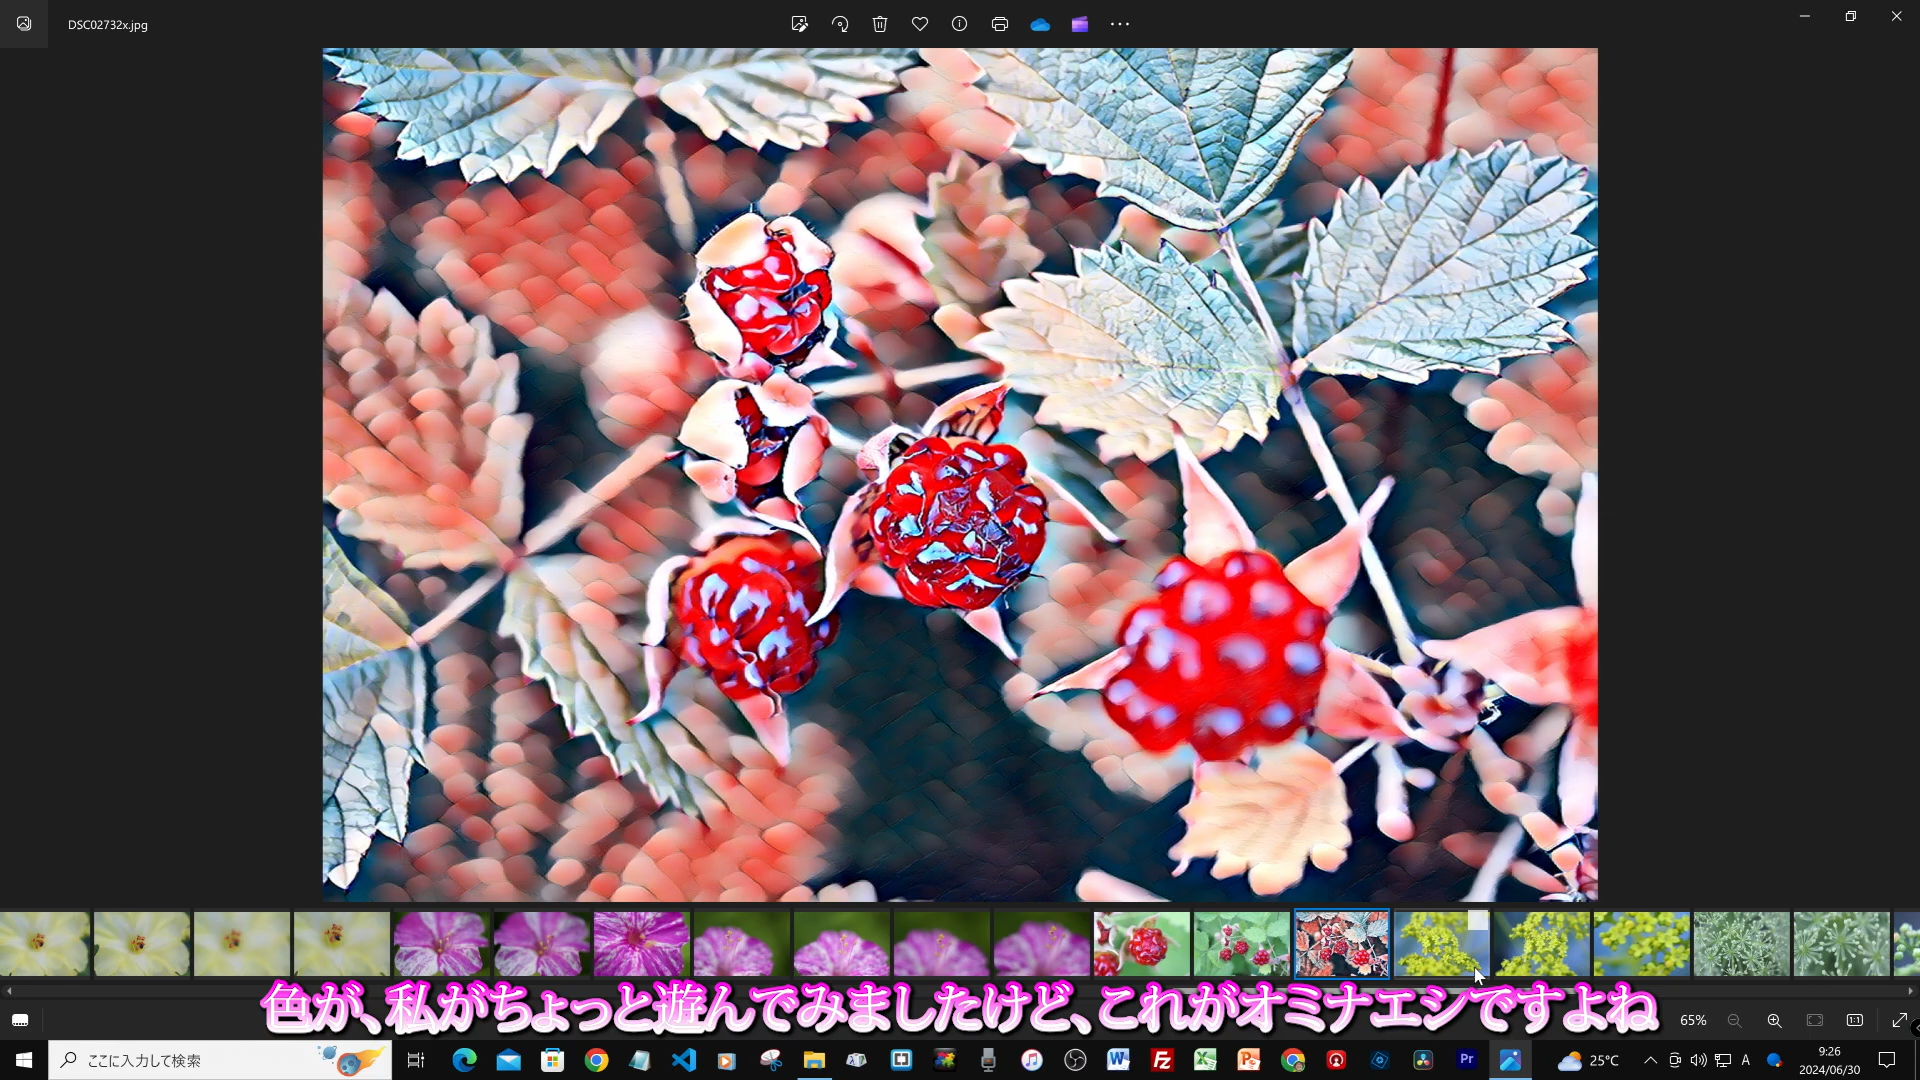 DSC02732x.jpg
色が、私がちょっと遊んでみましたけど、これがオミナエシですよね
65%
ここに入力して検索
25°C
A
9:26
2024/06/30